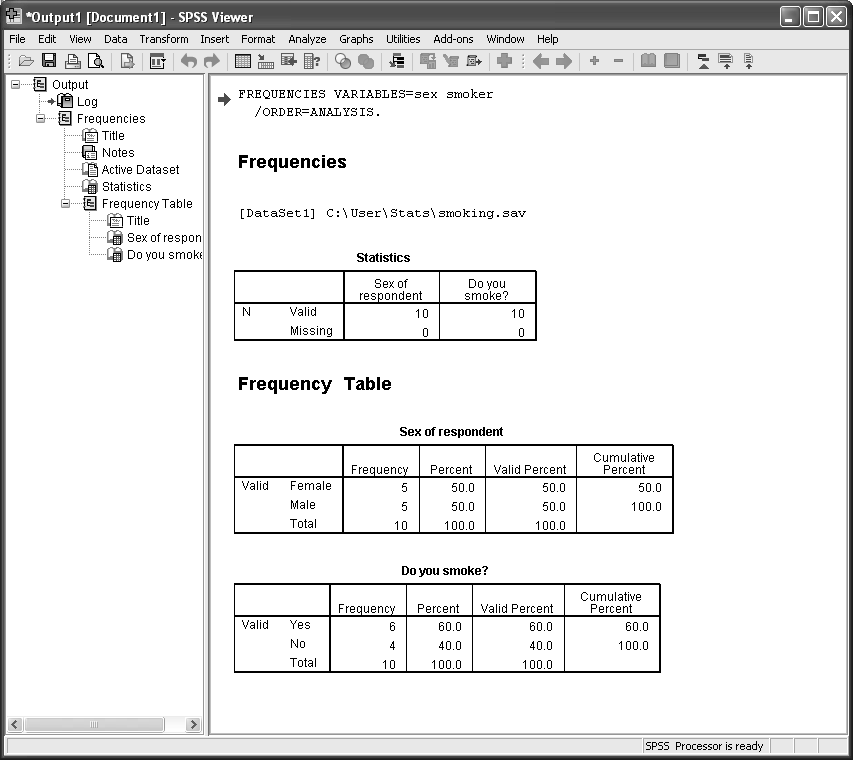 *Output1 [Document1] - SPSS Viewer
File Edit View Data Transform Insert Format Analyze Graphs Utilities Add-ons Window Help
Output
Log
Frequencies
Title
Notes
Active Dataset
Statistics
Frequency Table
Title
Sex of respon
Do you smoke
FREQUENCIES VARIABLES=sex smoker
/ORDER=ANALYSIS.
Frequencies
[DataSet1] C:\User\Stats\smoking.sav
Statistics
Sex of respondent Do you smoke?
N Valid 10 10
Missing 0 0
Frequency Table
Sex of respondent
Frequency Percent Valid Percent Cumulative Percent
Valid Female 5 50.0 50.0 50.0
Male 5 50.0 50.0 100.0
Total 10 100.0 100.0
Do you smoke?
Frequency Percent Valid Percent Cumulative Percent
Valid Yes 6 60.0 60.0 60.0
No 4 40.0 40.0 100.0
Total 10 100.0 100.0
SPSS Processor is ready